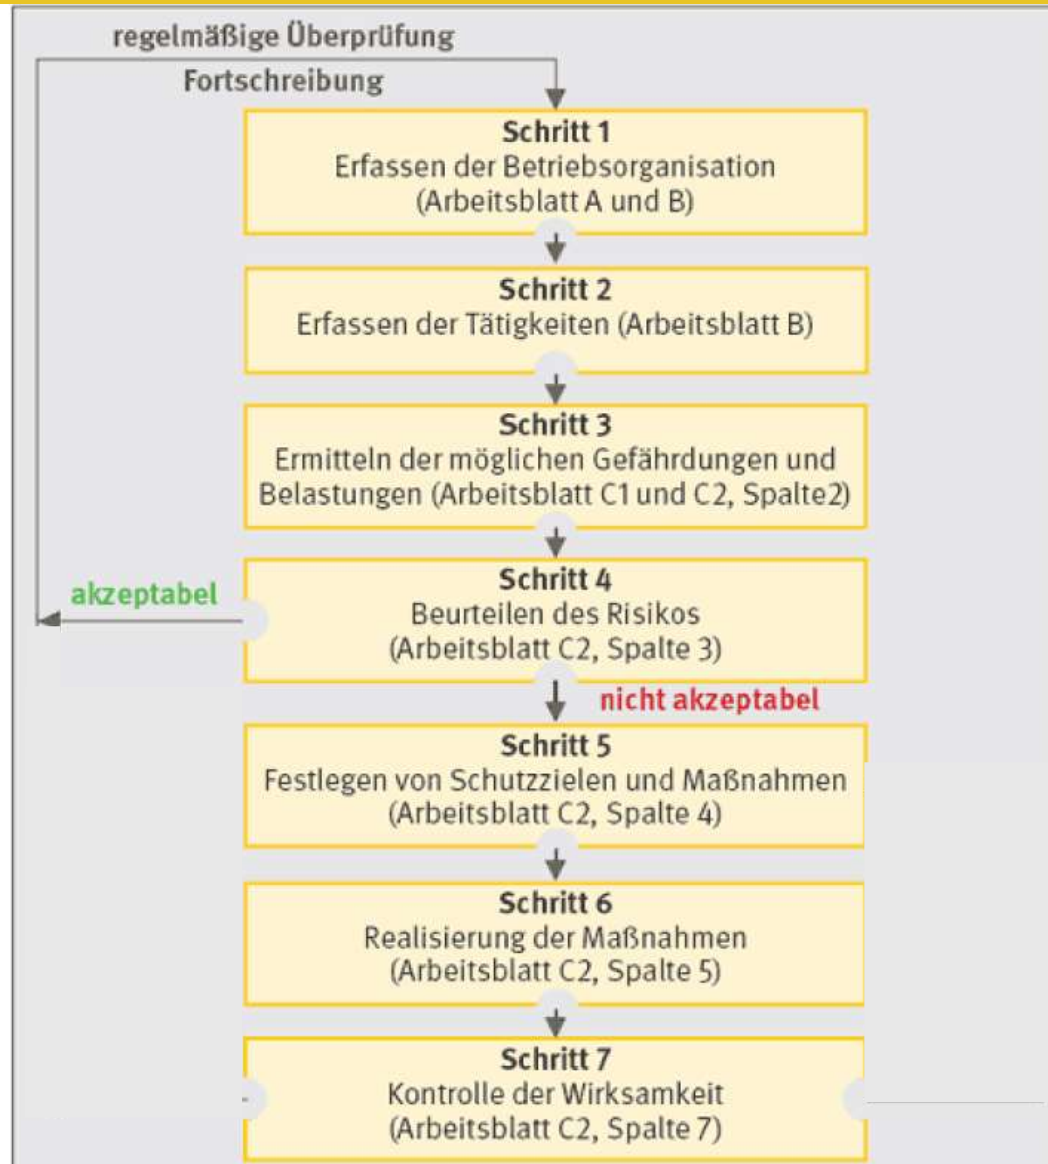 regelmäßige Überprüfung
Fortschreibung
Schritt 1
Erfassen der Betriebsorganisation
(Arbeitsblatt A und B)
Schritt 2
Erfassen der Tätigkeiten (Arbeitsblatt B)
Schritt 3
Ermitteln der möglichen Gefährdungen und
Belastungen (Arbeitsblatt C1 und C2, Spalte2)
akzeptabel
Schritt 4
Beurteilen des Risikos
(Arbeitsblatt C2, Spalte 3)
nicht akzeptabel
Schritt 5
Festlegen von Schutzzielen und Maßnahmen
(Arbeitsblatt C2, Spalte 4)
Schritt 6
Realisierung der Maßnahmen
(Arbeitsblatt C2, Spalte 5)
Schritt 7
Kontrolle der Wirksamkeit
(Arbeitsblatt C2, Spalte 7)